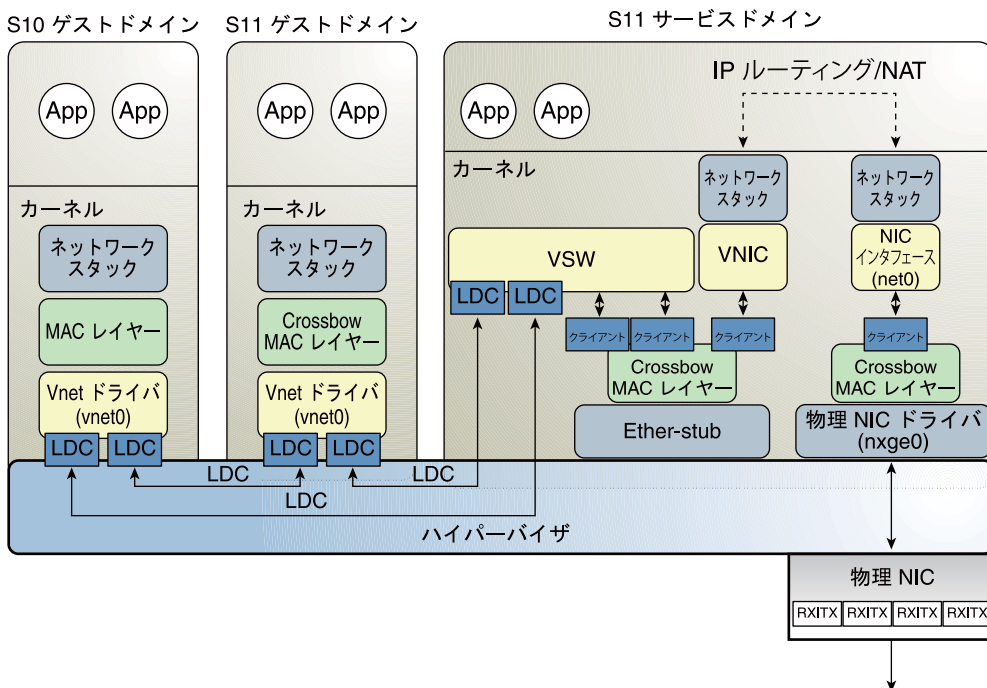 S10 ゲストドメイン
App
App
カーネル
ネットワーク
スタック
MAC レイヤー
Vnet ドライバ
(vnet0)
LDC
LDC
S11 ゲストドメイン
App
App
カーネル
ネットワーク
スタック
Crossbow
MAC レイヤー
Vnet ドライバ
(vnet0)
LDC
LDC
S11 サービスドメイン
App
App
IP ルーティング/NAT
カーネル
ネットワーク
スタック
ネットワーク
スタック
VSW
LDC
LDC
VNIC
NIC
インタフェース
(net0)
クライアント
クライアント
クライアント
クライアント
Crossbow
MAC レイヤー
Crossbow
MAC レイヤー
Ether-stub
物理 NIC ドライバ
(nxge0)
LDC
LDC
LDC
ハイパーバイザ
物理 NIC
RXITX
RXITX
RXITX
RXITX